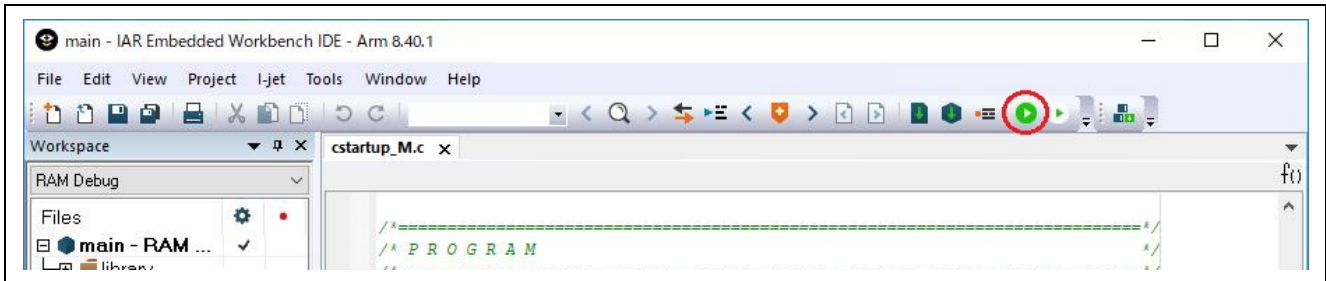 main - IAR Embedded Workbench IDE - Arm 8.40.1
File Edit View Project I-jet Tools Window Help
Workspace
cstartup_M.c
RAM Debug
f()
Files
/*===========================================================================*/
main - RAM ...
/* P R O G R A M */
library